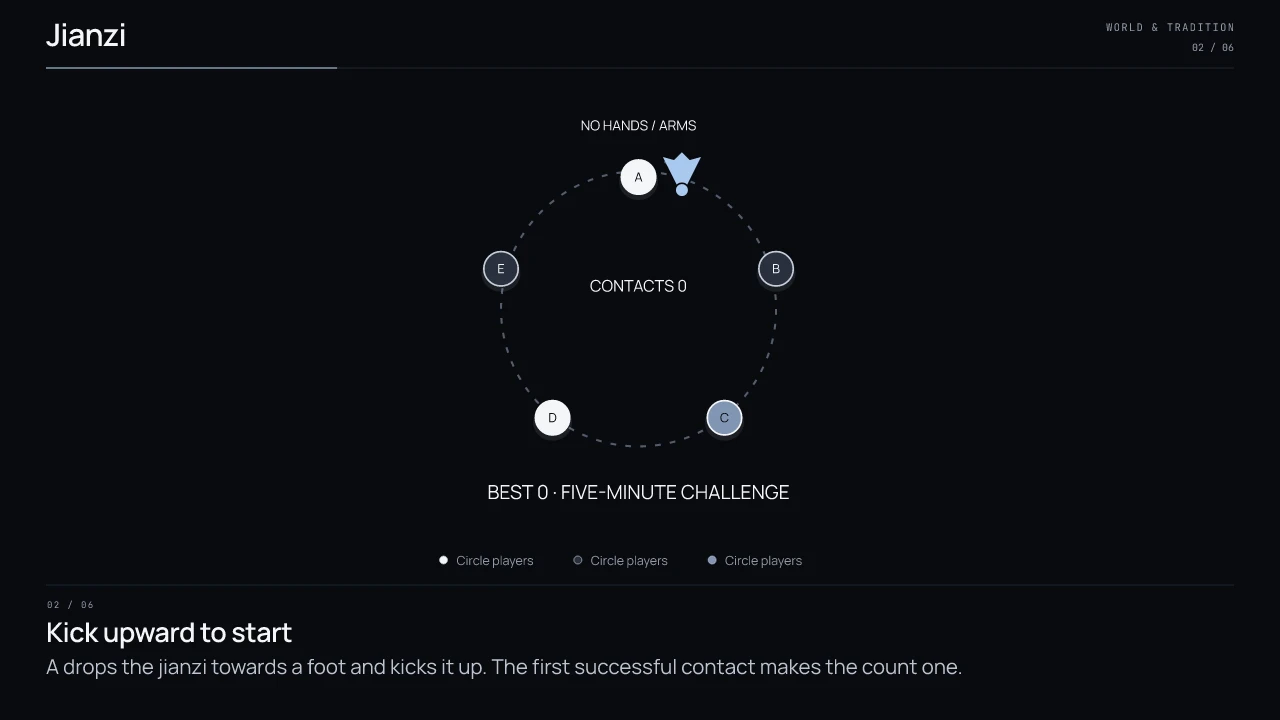 Jianzi
WORLD & TRADITION
02 / 06
NO HANDS / ARMS
A
E
B
CONTACTS 0
D
C
BEST 0 · FIVE-MINUTE CHALLENGE
Circle players
Circle players
Circle players
02 / 06
Kick upward to start
A drops the jianzi towards a foot and kicks it up. The first successful contact makes the count one.